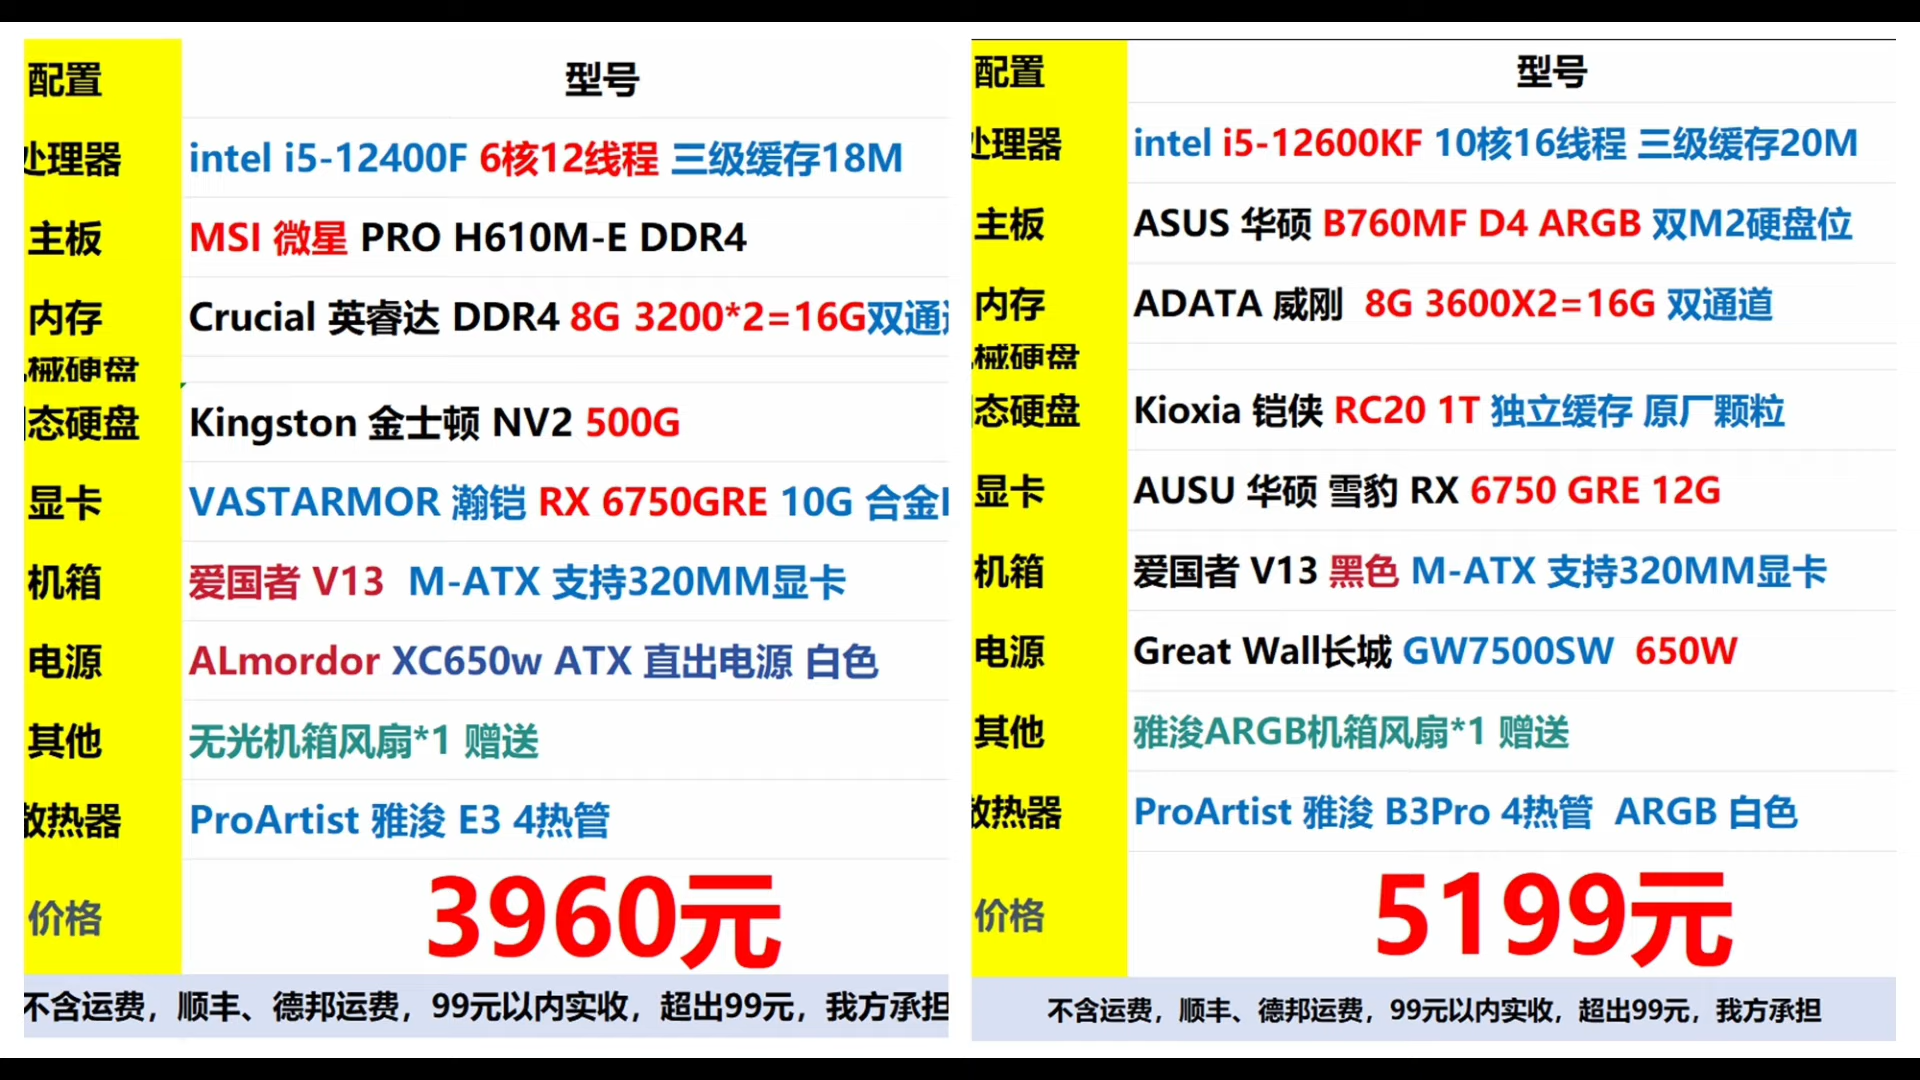 配置 型号
处理器 intel i5-12400F 6核12线程 三级缓存18M
主板 MSI 微星 PRO H610M-E DDR4
内存 Crucial 英睿达 DDR4 8G 3200*2=16G双通
械硬盘
态硬盘 Kingston 金士顿 NV2 500G
显卡 VASTARMOR 瀚铠 RX 6750GRE 10G 合金
机箱 爱国者 V13 M-ATX 支持320MM显卡
电源 ALmordor XC650w ATX 直出电源 白色
其他 无光机箱风扇*1 赠送
散热器 ProArtist 雅浚 E3 4热管
价格 3960元
不含运费，顺丰、德邦运费，99元以内实收，超出99元，我方承担
配置 型号
处理器 intel i5-12600KF 10核16线程 三级缓存20M
主板 ASUS 华硕 B760MF D4 ARGB 双M2硬盘位
内存 ADATA 威刚 8G 3600X2=16G 双通道
械硬盘
态硬盘 Kioxia 铠侠 RC20 1T 独立缓存 原厂颗粒
显卡 AUSU 华硕 雪豹 RX 6750 GRE 12G
机箱 爱国者 V13 黑色 M-ATX 支持320MM显卡
电源 Great Wall长城 GW7500SW 650W
其他 雅浚ARGB机箱风扇*1 赠送
散热器 ProArtist 雅浚 B3Pro 4热管 ARGB 白色
价格 5199元
不含运费，顺丰、德邦运费，99元以内实收，超出99元，我方承担